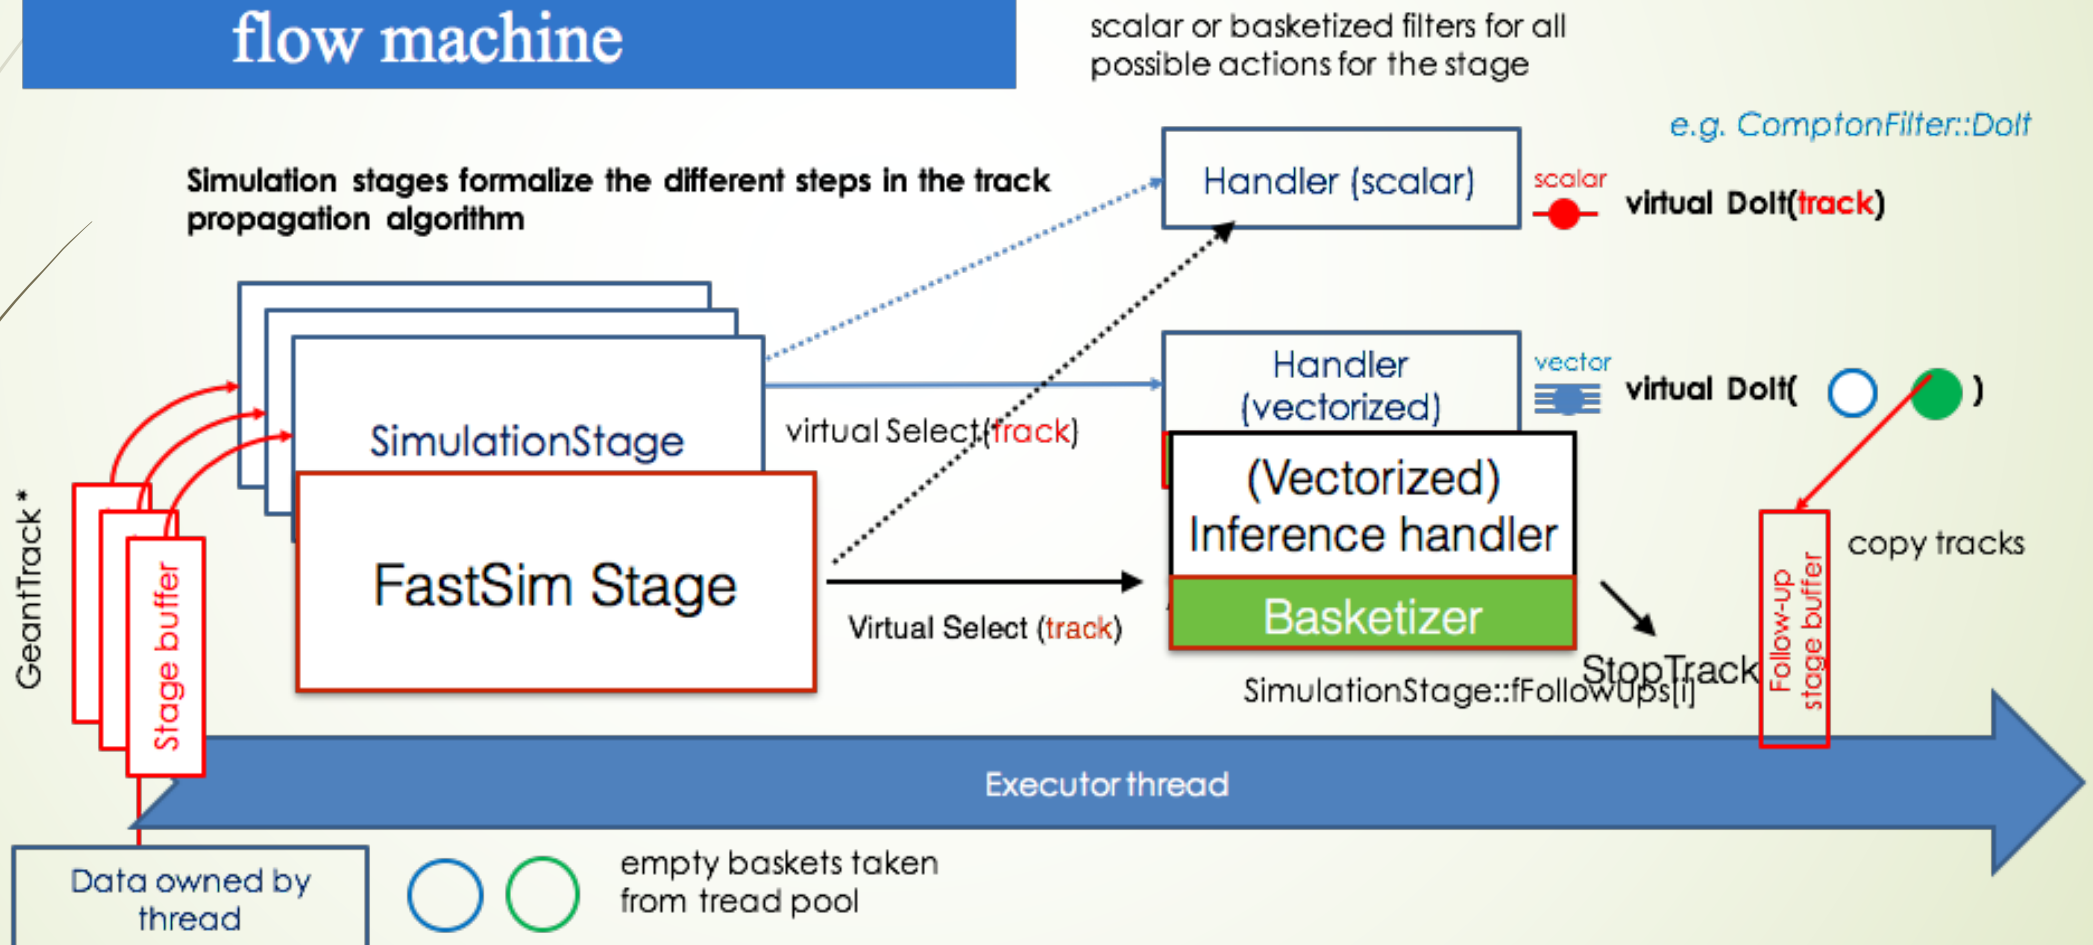 flow machine
scalar or basketized filters for all
possible actions for the stage
e.g. ComptonFilter::DoIt
Simulation stages formalize the different steps in the track
propagation algorithm
Handler (scalar)
scalar
virtual DoIt(track)
Handler
(vectorized)
vector
virtual DoIt( )
SimulationStage
virtual Select(track)
(Vectorized)
Inference handler
Basketizer
FastSim Stage
Virtual Select (track)
GeantTrack*
Stage buffer
copy tracks
Follow-up
stage buffer
StopTrack
SimulationStage::fFollowUps[i]
Executor thread
Data owned by
thread
empty baskets taken
from tread pool